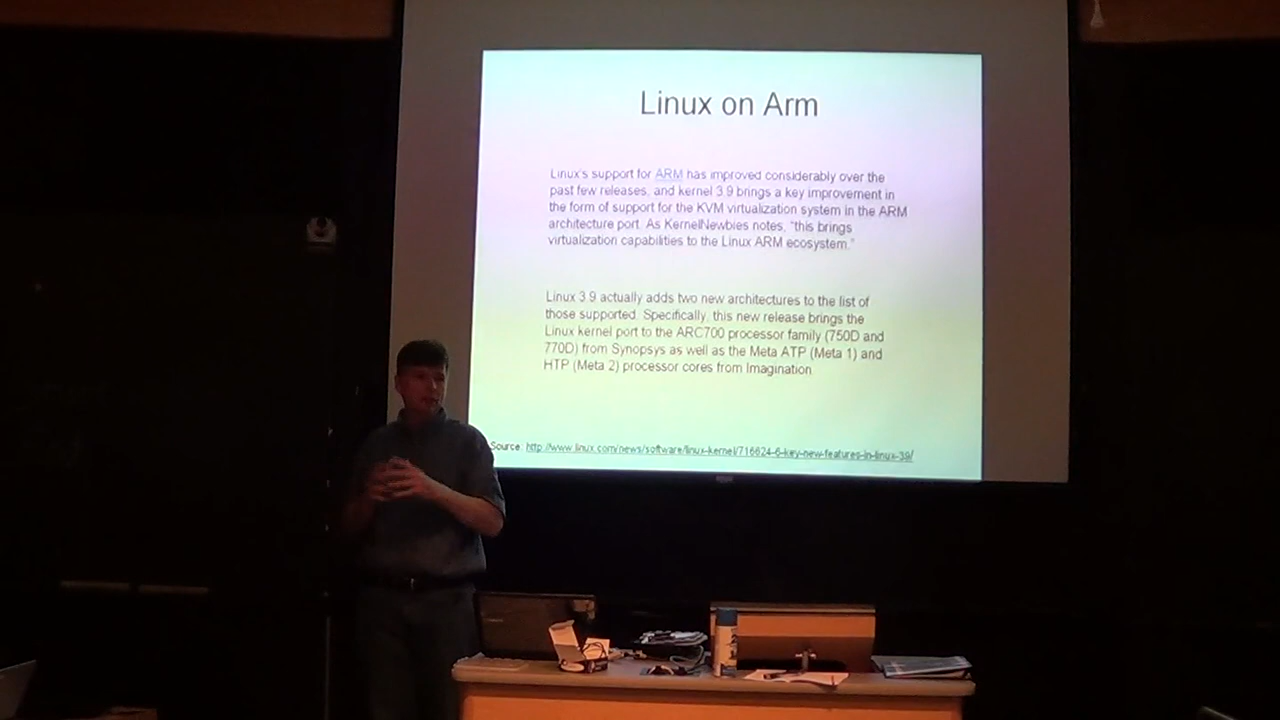 Linux on Arm
Linux's support for ARM has improved considerably over the
past few releases, and kernel 3.9 brings a key improvement in
the form of support for the KVM virtualization system in the ARM
architecture port. As KernelNewbies notes, "this brings
virtualization capabilities to the Linux ARM ecosystem."
Linux 3.9 actually adds two new architectures to the list of
those supported. Specifically, this new release brings the
Linux kernel port to the ARC700 processor family (750D and
770D) from Synopsys as well as the Meta ATP (Meta 1) and
HTP (Meta 2) processor cores from Imagination.
Source: http://www.linux.com/news/software/linux-kernel/716624-6-key-new-features-in-linux-39/